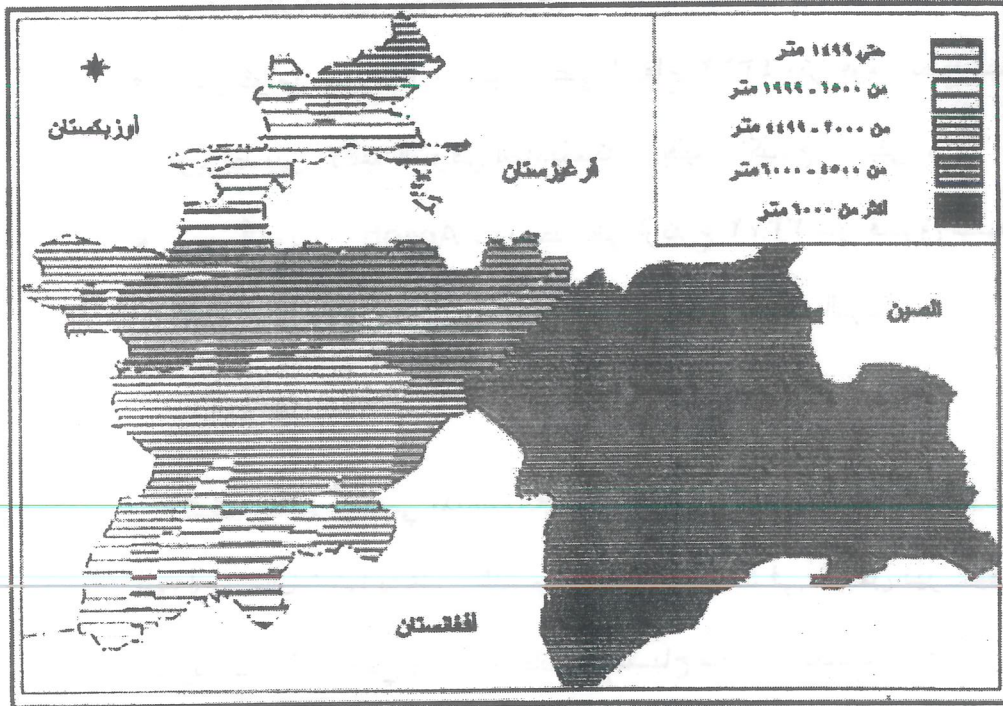 حتي ١٤٩٩ متر
من ١٥٠٠ - ١٩٩٩ متر
من ٢٠٠٠ - ٤٤٩٩ متر
من ٤٥٠٠ - ٦٠٠٠ متر
أكثر من ٦٠٠٠ متر
أوزبكستان
قرغيزستان
الصين
أفغانستان